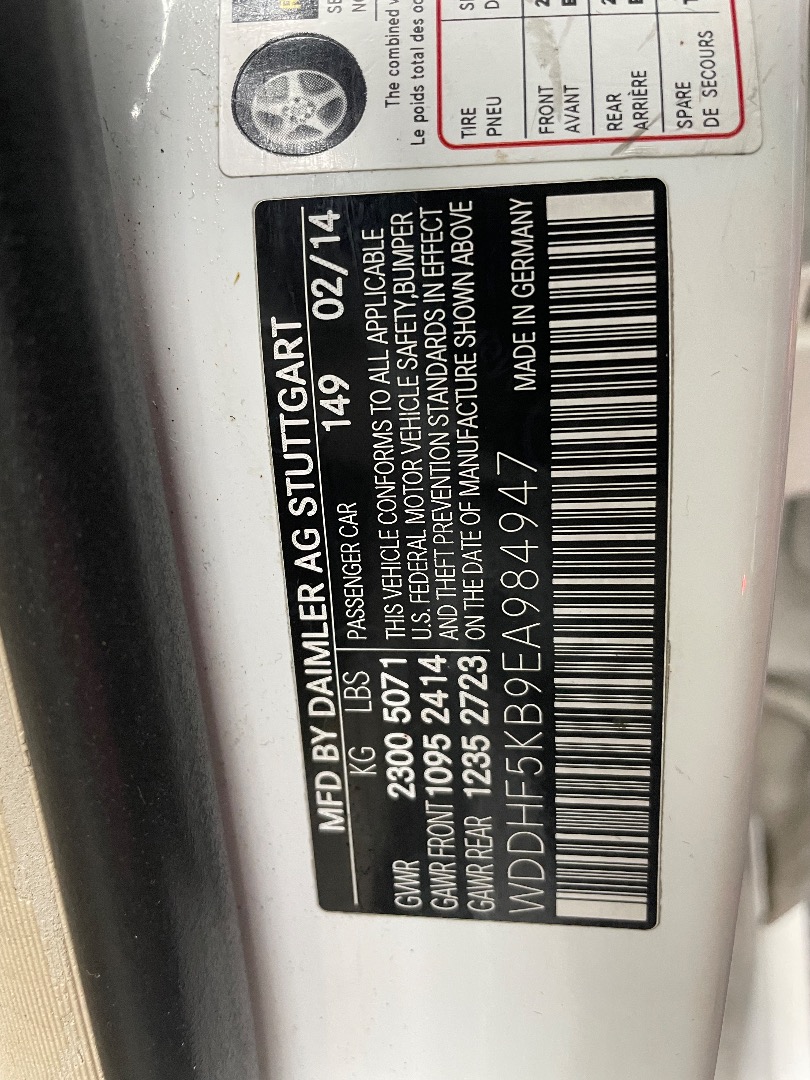 MFD BY DAIMLER AG STUTTGART
KG LBS PASSENGER CAR 149 02/14
GVWR 2300 5071
GAWR FRONT 1095 2414
GAWR REAR 1235 2723
THIS VEHICLE CONFORMS TO ALL APPLICABLE
U.S. FEDERAL MOTOR VEHICLE SAFETY,BUMPER
AND THEFT PREVENTION STANDARDS IN EFFECT
ON THE DATE OF MANUFACTURE SHOWN ABOVE
WDDHF5KB9EA984947 MADE IN GERMANY
The combined
Le poids total des
TIRE
PNEU
FRONT
AVANT
REAR
ARRIÈRE
SPARE
DE SECOURS